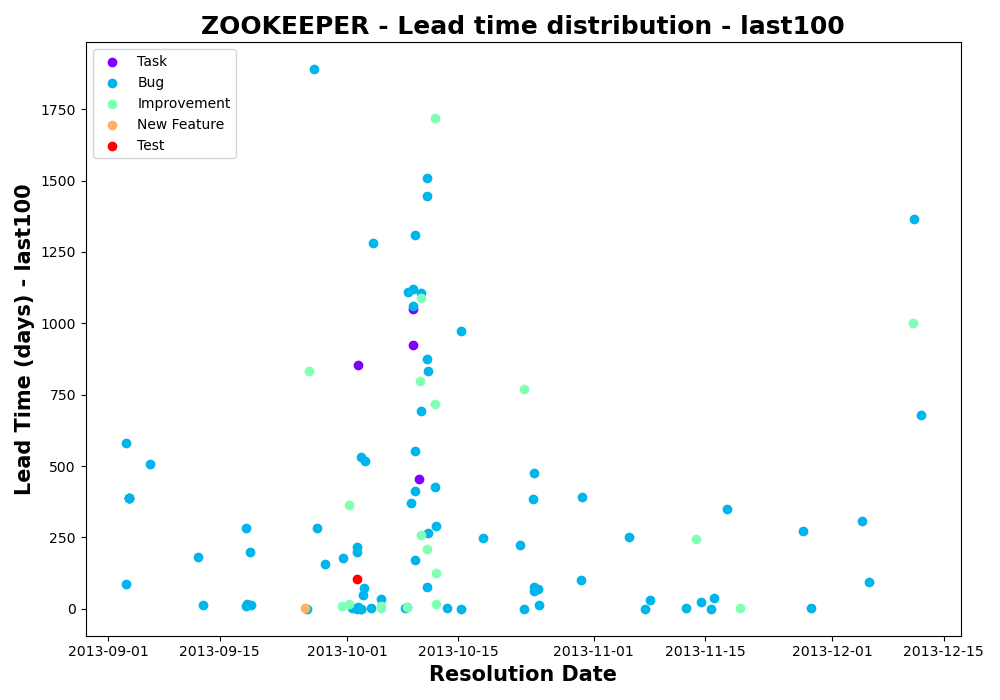 ZOOKEEPER - Lead time distribution - last100
Task
Bug
Improvement
New Feature
Test
Lead Time (days) - last100
1750
1500
1250
1000
750
500
250
0
2013-09-01
2013-09-15
2013-10-01
2013-10-15
2013-11-01
2013-11-15
2013-12-01
2013-12-15
Resolution Date